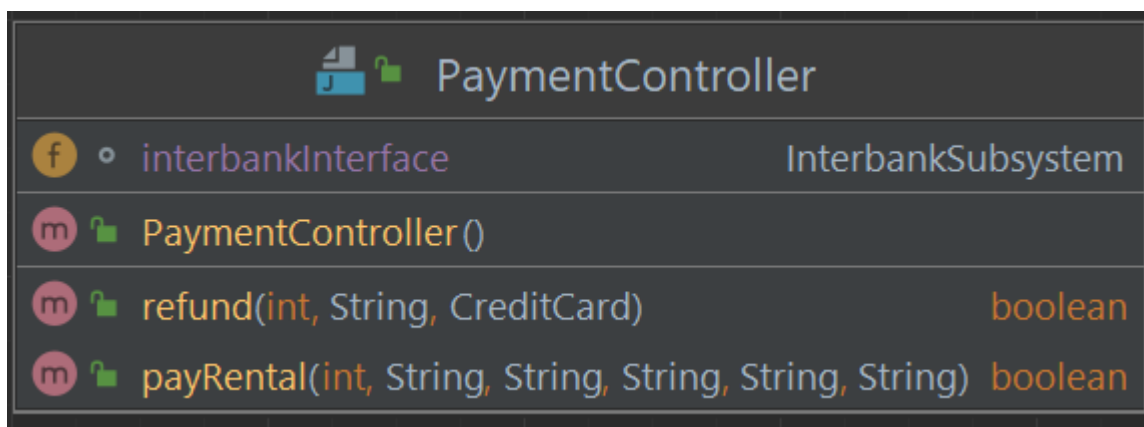 PaymentController
interbankInterface InterbankSubsystem
PaymentController()
refund(int, String, CreditCard) boolean
payRental(int, String, String, String, String, String) boolean